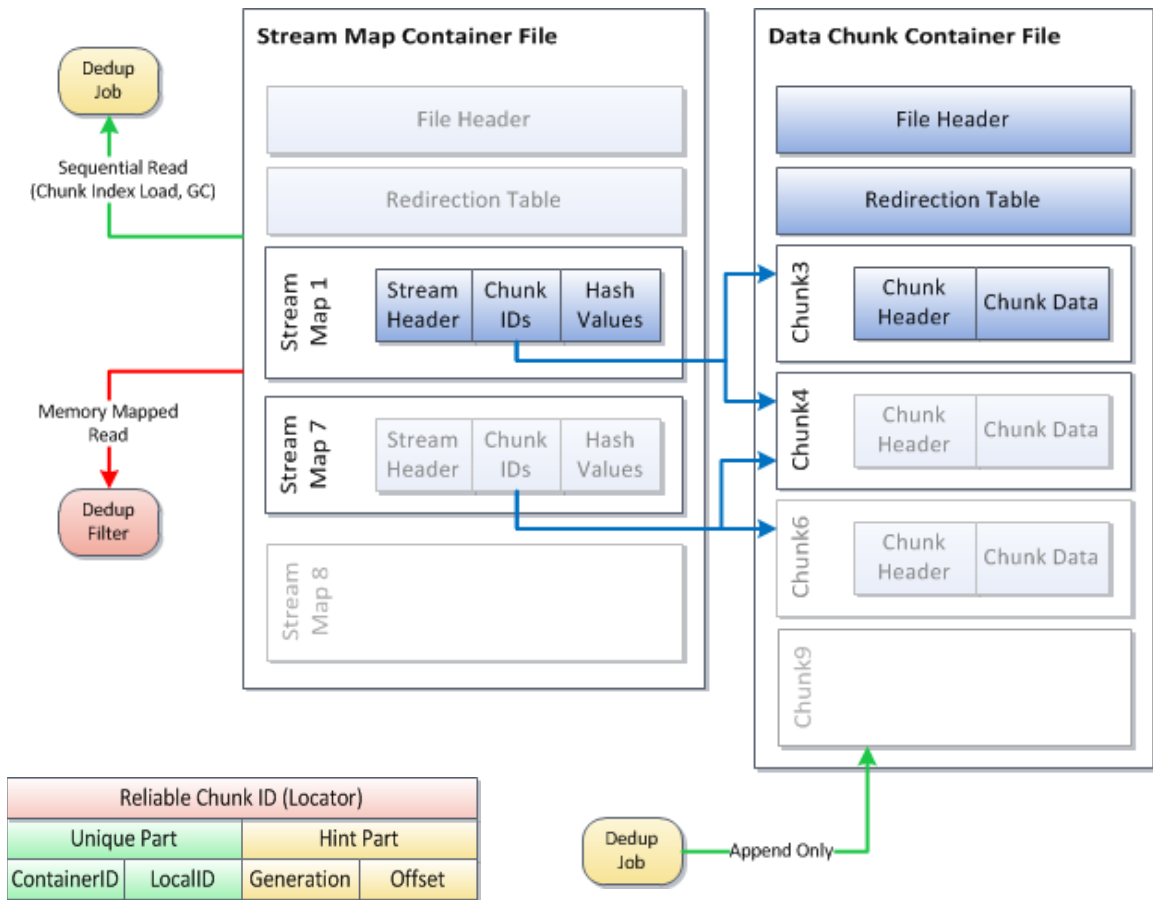 Stream Map Container File
Data Chunk Container File
Dedup
Job
Sequential Read
(Chunk Index Load, GC)
Memory Mapped
Read
Dedup
Filter
File Header
Redirection Table
Stream
Map 1
Stream
Header
Chunk
IDs
Hash
Values
Stream
Map 7
Stream
Header
Chunk
IDs
Hash
Values
Stream
Map 8
File Header
Redirection Table
Chunk3
Chunk
Header
Chunk Data
Chunk4
Chunk
Header
Chunk Data
Chunk6
Chunk
Header
Chunk Data
Chunk9
Reliable Chunk ID (Locator)
Unique Part
Hint Part
ContainerID
LocalID
Generation
Offset
Dedup
Job
Append Only